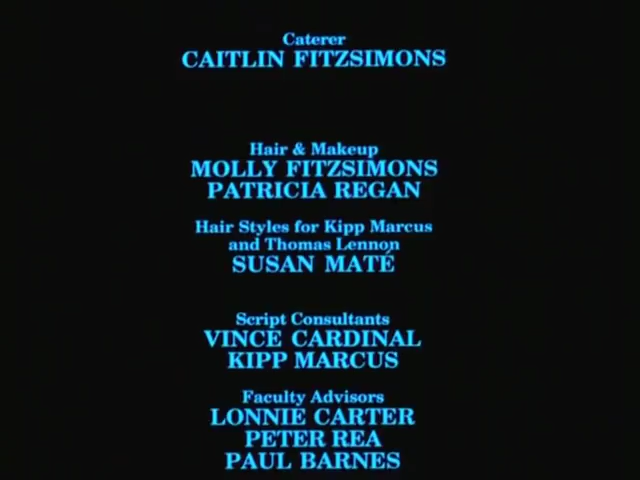 Caterer
CAITLIN FITZSIMONS
Hair & Makeup
MOLLY FITZSIMONS
PATRICIA REGAN
Hair Styles for Kipp Marcus
and Thomas Lennon
SUSAN MATÉ
Script Consultants
VINCE CARDINAL
KIPP MARCUS
Faculty Advisors
LONNIE CARTER
PETER REA
PAUL BARNES